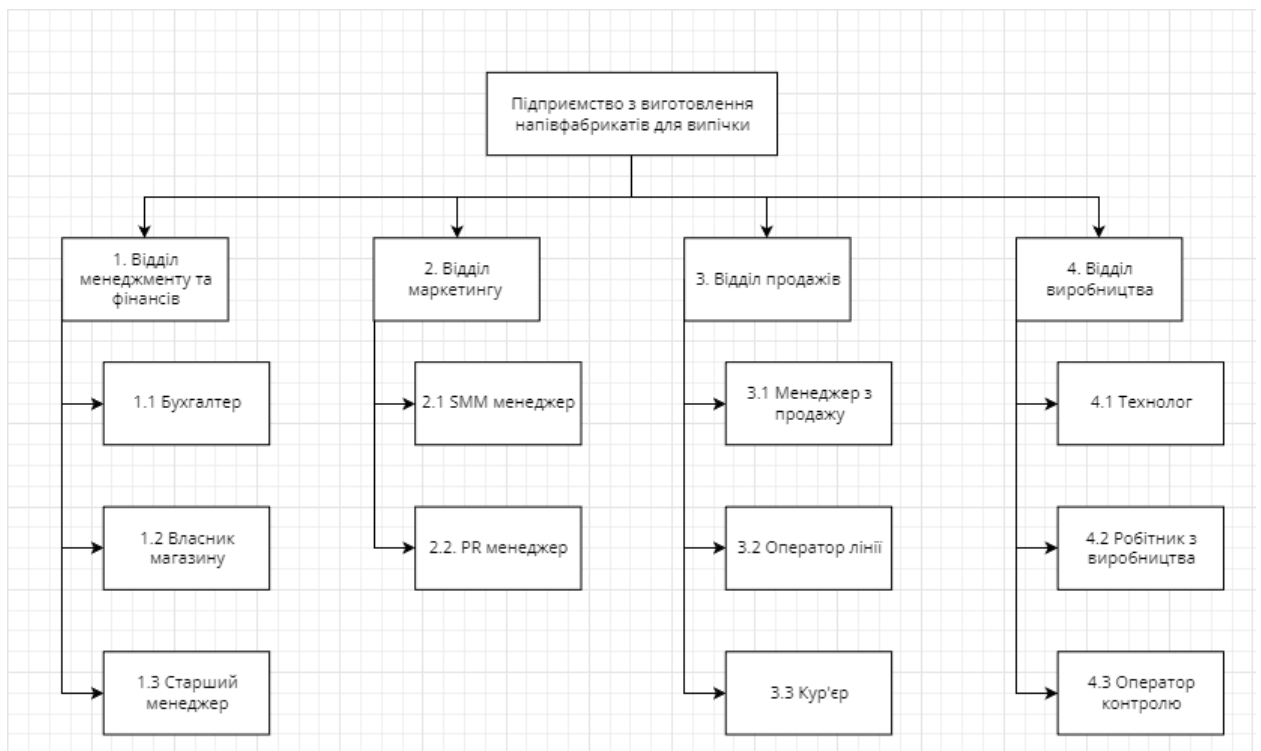 Підприємство з виготовлення
напівфабрикатів для випічки
1. Відділ
менеджменту та
фінансів
2. Відділ
маркетингу
3. Відділ продажів
4. Відділ
виробництва
1.1 Бухгалтер
2.1 SMM менеджер
3.1 Менеджер з
продажу
4.1 Технолог
1.2 Власник
магазину
2.2. PR менеджер
3.2 Оператор лінії
4.2 Робітник з
виробництва
1.3 Старший
менеджер
3.3 Кур'єр
4.3 Оператор
контролю